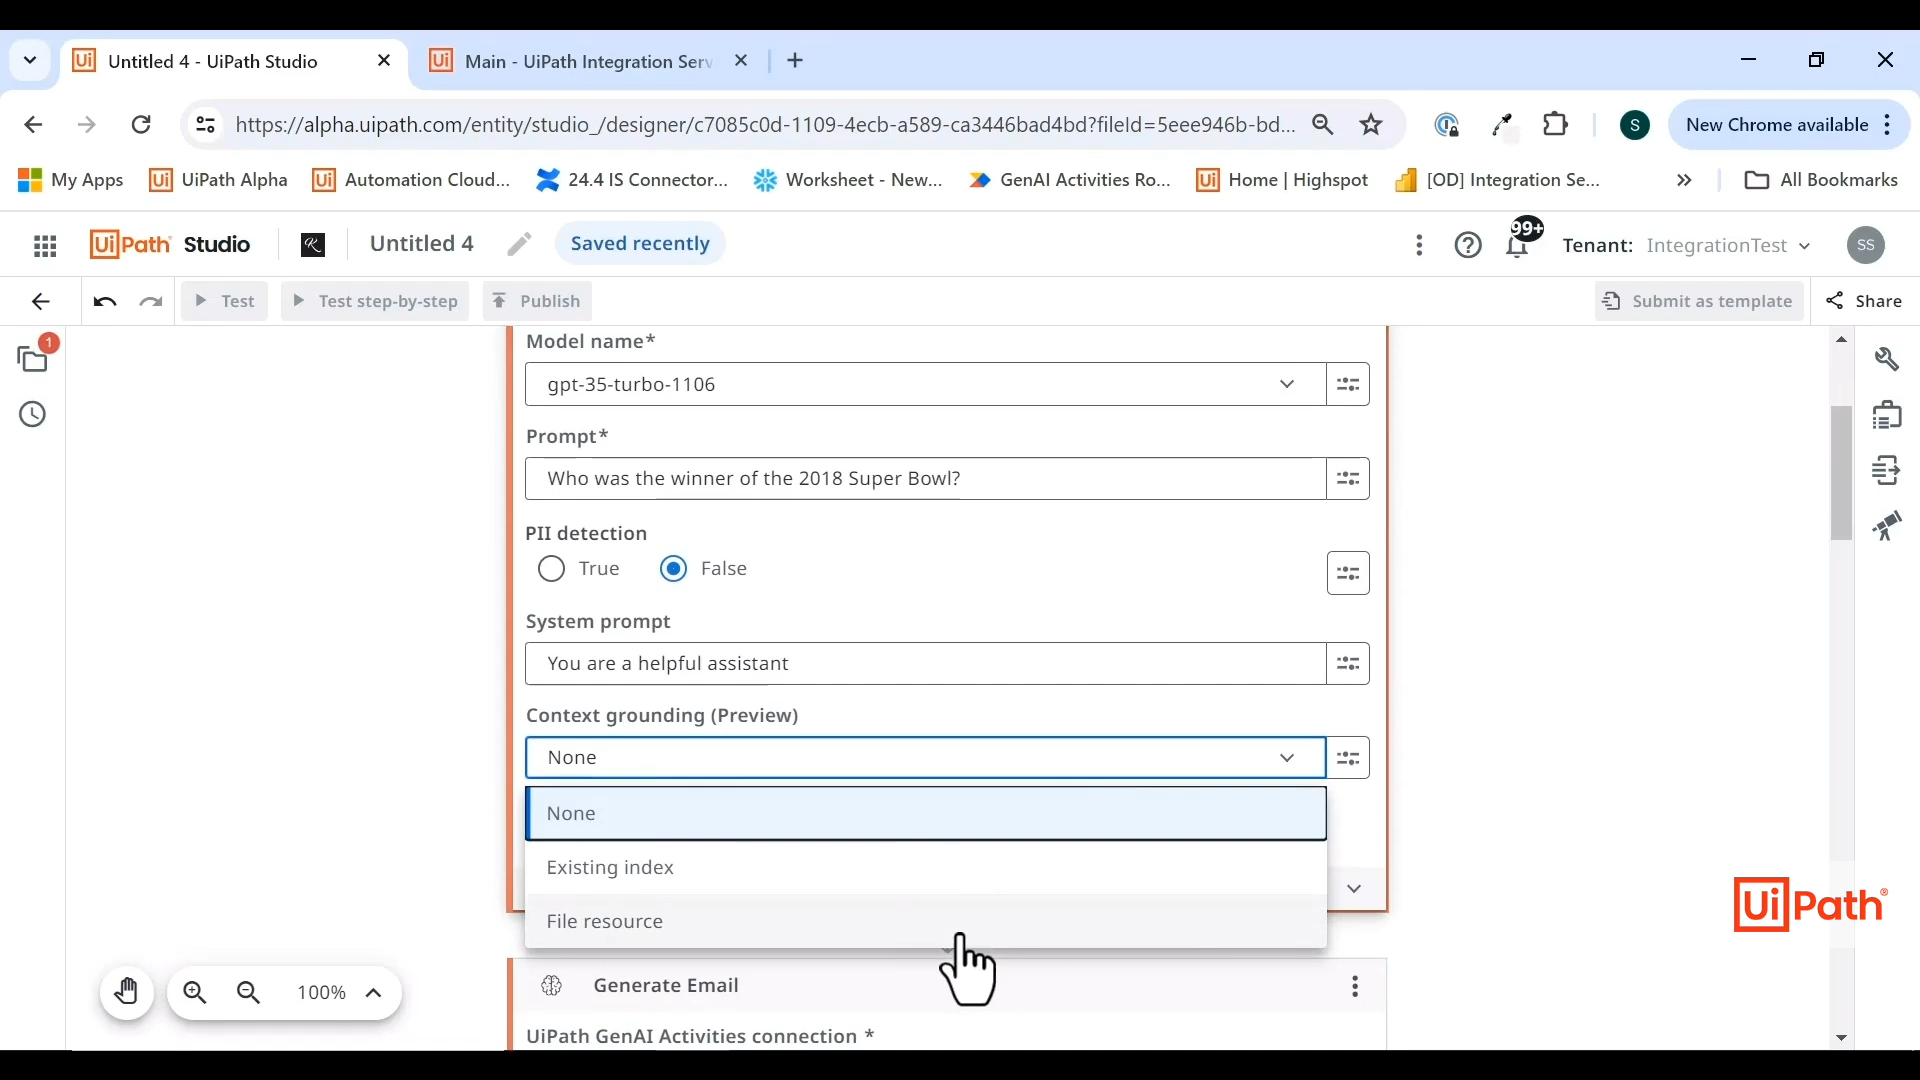 Untitled 4 - UiPath Studio
Main - UiPath Integration Serv
https://alpha.uipath.com/entity/studio_/designer/c7085c0d-1109-4ecb-a589-ca3446bad4bd?fileId=5eee946b-bd...
S
New Chrome available
My Apps
UiPath Alpha
Automation Cloud...
24.4 IS Connector...
Worksheet - New...
GenAI Activities Ro...
Home | Highspot
[OD] Integration Se...
All Bookmarks
UiPath Studio
K
Untitled 4
Saved recently
99+
Tenant: IntegrationTest
SS
Test
Test step-by-step
Publish
Submit as template
Share
1
Model name*
gpt-35-turbo-1106
Prompt*
Who was the winner of the 2018 Super Bowl?
PII detection
True
False
System prompt
You are a helpful assistant
Context grounding (Preview)
None
None
Existing index
File resource
UiPath®
Generate Email
100%
UiPath GenAI Activities connection *